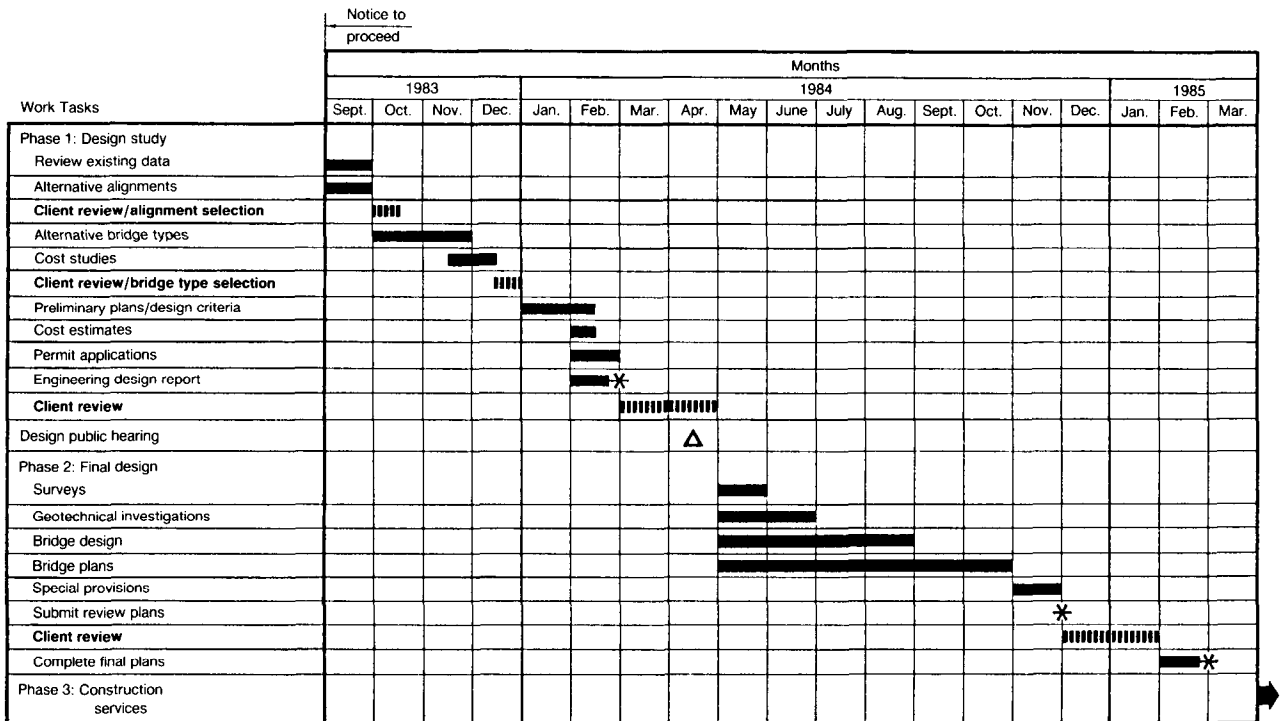 Notice to
proceed
Months
1983 1984 1985
Work Tasks
Sept. Oct. Nov. Dec. Jan. Feb. Mar. Apr. May June July Aug. Sept. Oct. Nov. Dec. Jan. Feb. Mar.
Phase 1: Design study
Review existing data
Alternative alignments
Client review/alignment selection
Alternative bridge types
Cost studies
Client review/bridge type selection
Preliminary plans/design criteria
Cost estimates
Permit applications
Engineering design report
Client review
Design public hearing
Phase 2: Final design
Surveys
Geotechnical investigations
Bridge design
Bridge plans
Special provisions
Submit review plans
Client review
Complete final plans
Phase 3: Construction
services